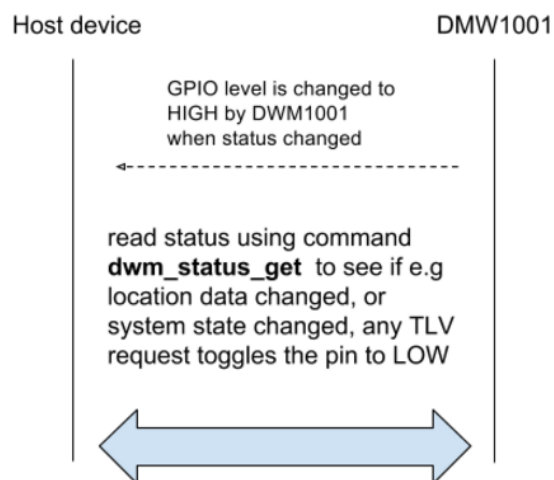 Host device
DMW1001
GPIO level is changed to
HIGH by DWM1001
when status changed
read status using command
dwm_status_get to see if e.g
location data changed, or
system state changed, any TLV
request toggles the pin to LOW